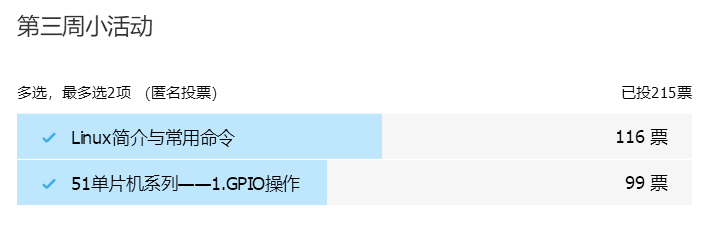 第三周小活动
多选，最多选2项 （匿名投票） 已投215票
Linux简介与常用命令 116 票
51单片机系列——1.GPIO操作 99 票